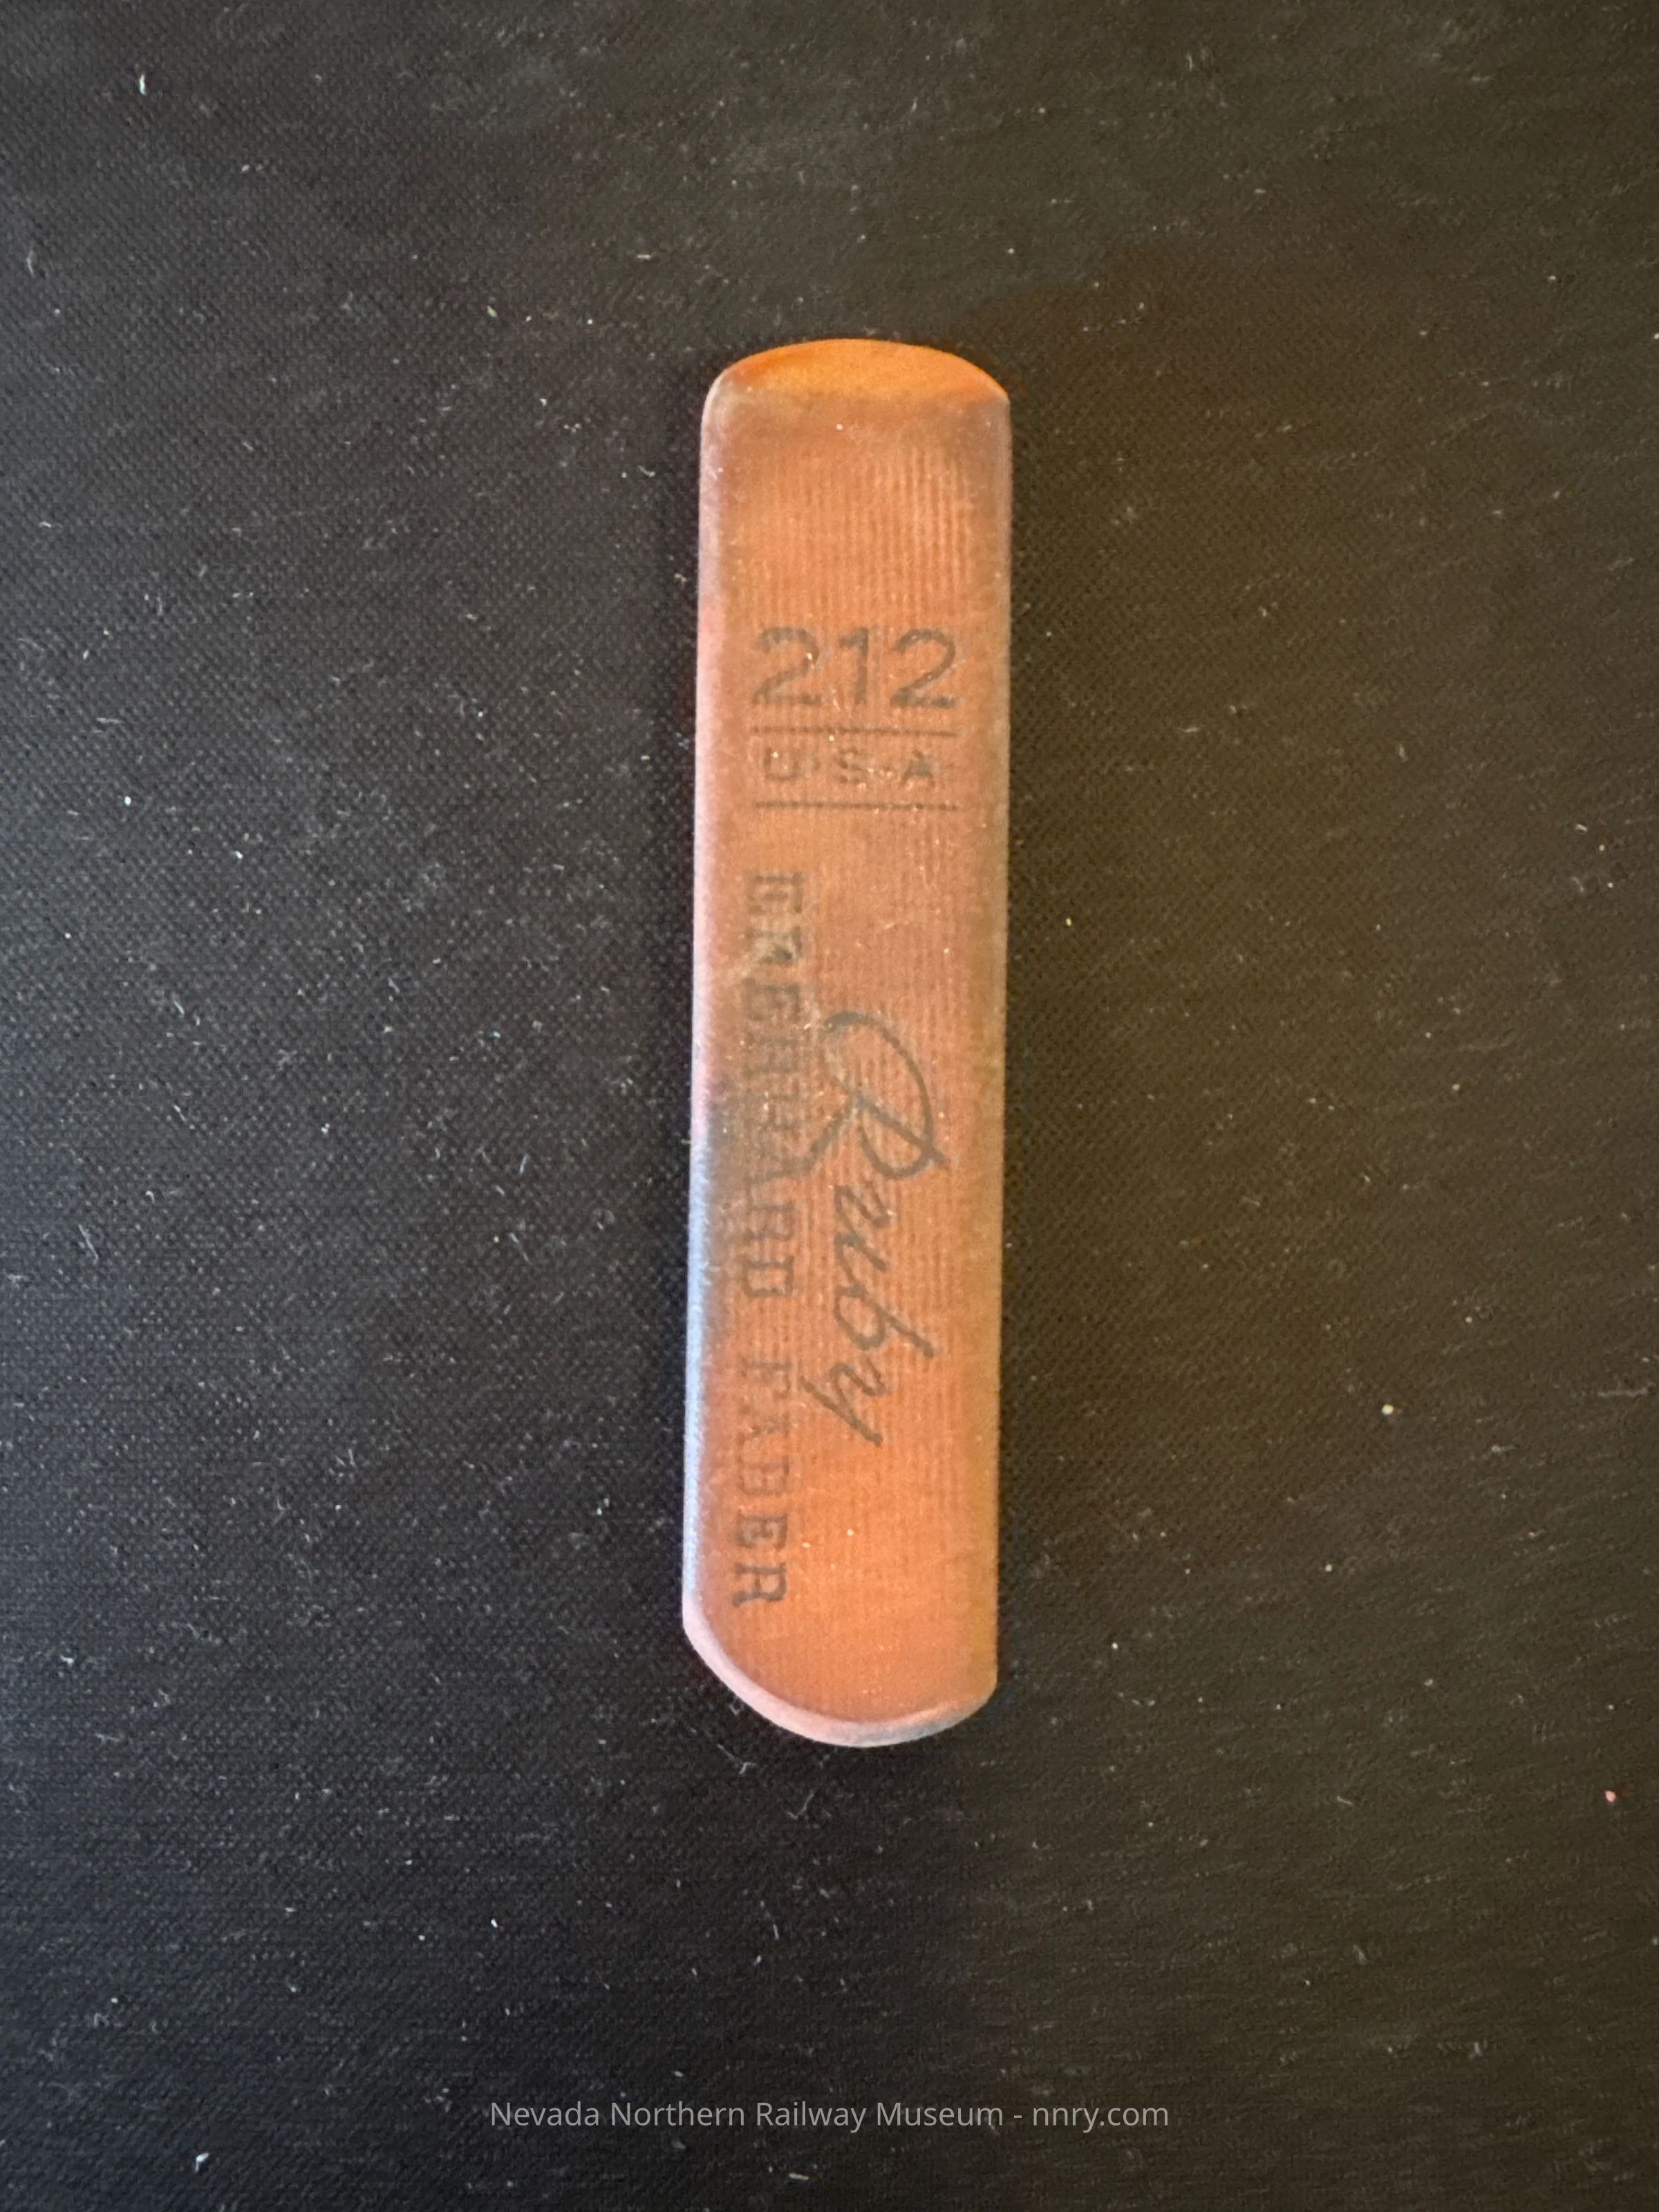 212
U·S·A
Ruby
EBERHARD FABER
Nevada Northern Railway Museum - nnry.com